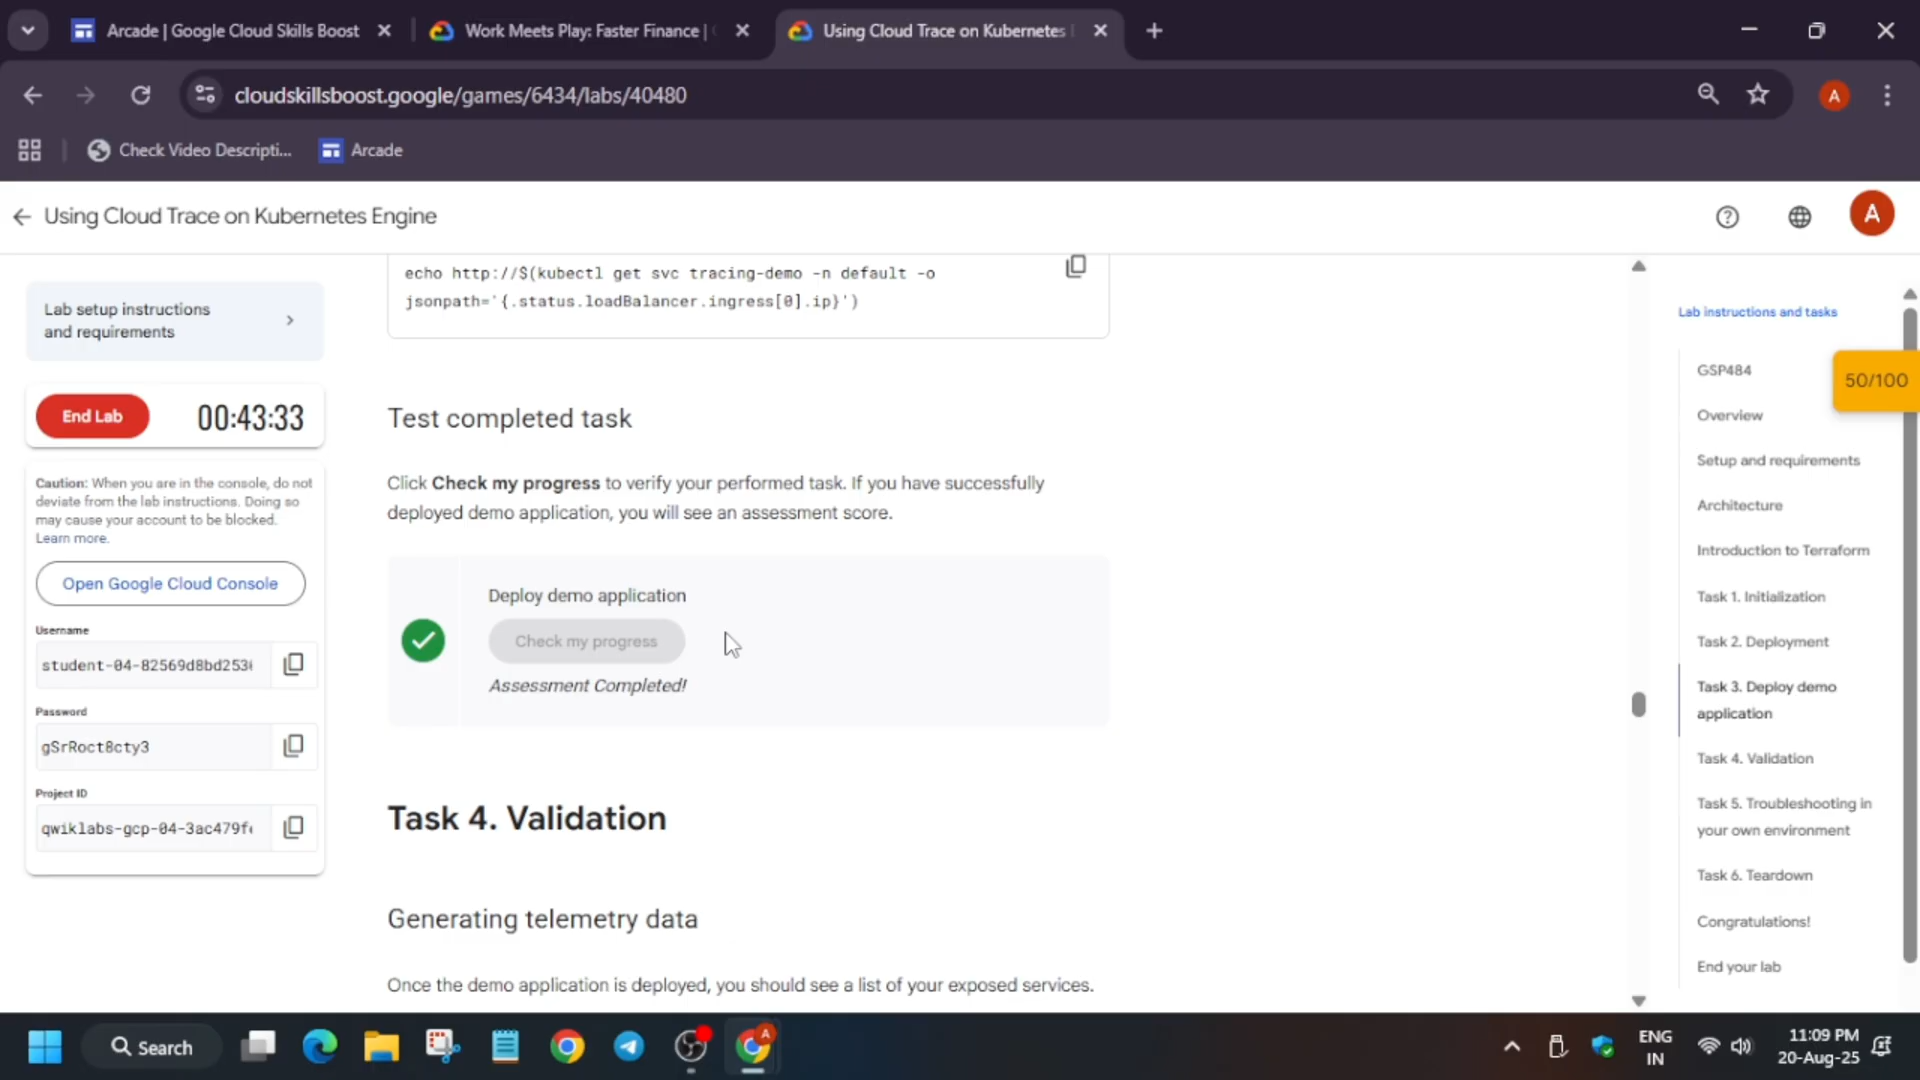 Arcade | Google Cloud Skills Boost
Work Meets Play: Faster Finance |
Using Cloud Trace on Kubernetes
cloudskillsboost.google/games/6434/labs/40480
A
Check Video Descripti...
Arcade
Using Cloud Trace on Kubernetes Engine
A
Lab setup instructions
and requirements
End Lab
00:43:33
Caution: When you are in the console, do not
deviate from the lab instructions. Doing so
may cause your account to be blocked.
Learn more.
Open Google Cloud Console
Username
student-04-82569d8bd253
Password
gSrRoct8cty3
Project ID
qwiklabs-gcp-04-3ac479f
echo http://$(kubectl get svc tracing-demo -n default -o
jsonpath='{.status.loadBalancer.ingress[0].ip}')
Test completed task
Click Check my progress to verify your performed task. If you have successfully
deployed demo application, you will see an assessment score.
Deploy demo application
Check my progress
Assessment Completed!
Task 4. Validation
Generating telemetry data
Once the demo application is deployed, you should see a list of your exposed services.
Lab instructions and tasks
GSP484
50/100
Overview
Setup and requirements
Architecture
Introduction to Terraform
Task 1. Initialization
Task 2. Deployment
Task 3. Deploy demo
application
Task 4. Validation
Task 5. Troubleshooting in
your own environment
Task 6. Teardown
Congratulations!
End your lab
Search
A
ENG
IN
11:09 PM
20-Aug-25